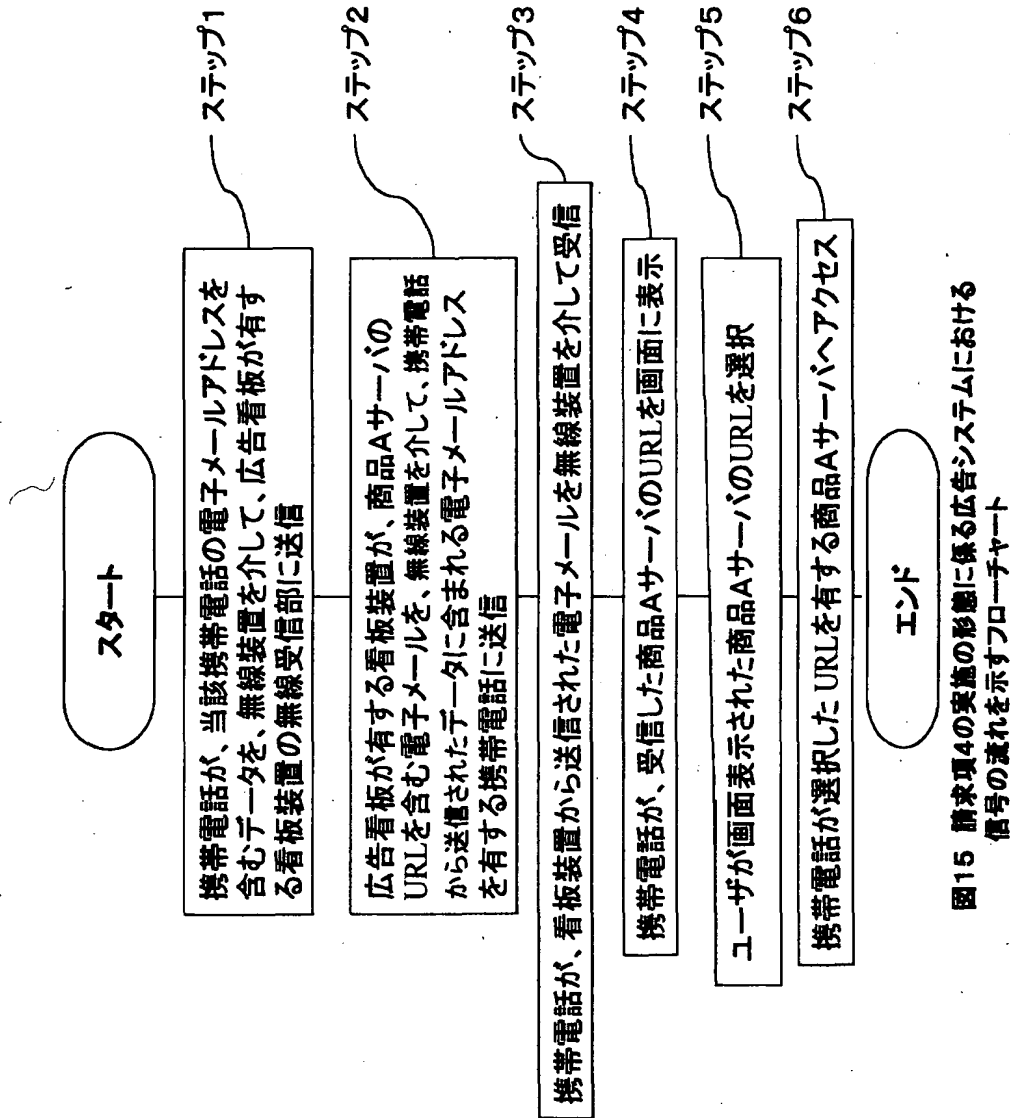 スタート
携帯電話が、当該携帯電話の電子メールアドレスを
含むデータを、無線装置を介して、広告看板が有す
る看板装置の無線受信部に送信
ステップ1
広告看板が有する看板装置が、商品Aサーバの
URLを含む電子メールを、無線装置を介して、携帯電話
から送信されたデータに含まれる電子メールアドレス
を有する携帯電話に送信
ステップ2
携帯電話が、看板装置から送信された電子メールを無線装置を介して受信
ステップ3
携帯電話が、受信した商品AサーバのURLを画面に表示
ステップ4
ユーザが画面表示された商品AサーバのURLを選択
ステップ5
携帯電話が選択したURLを有する商品Aサーバへアクセス
ステップ6
エンド
図15 請求項4の実施の形態に係る広告システムにおける
信号の流れを示すフローチャート